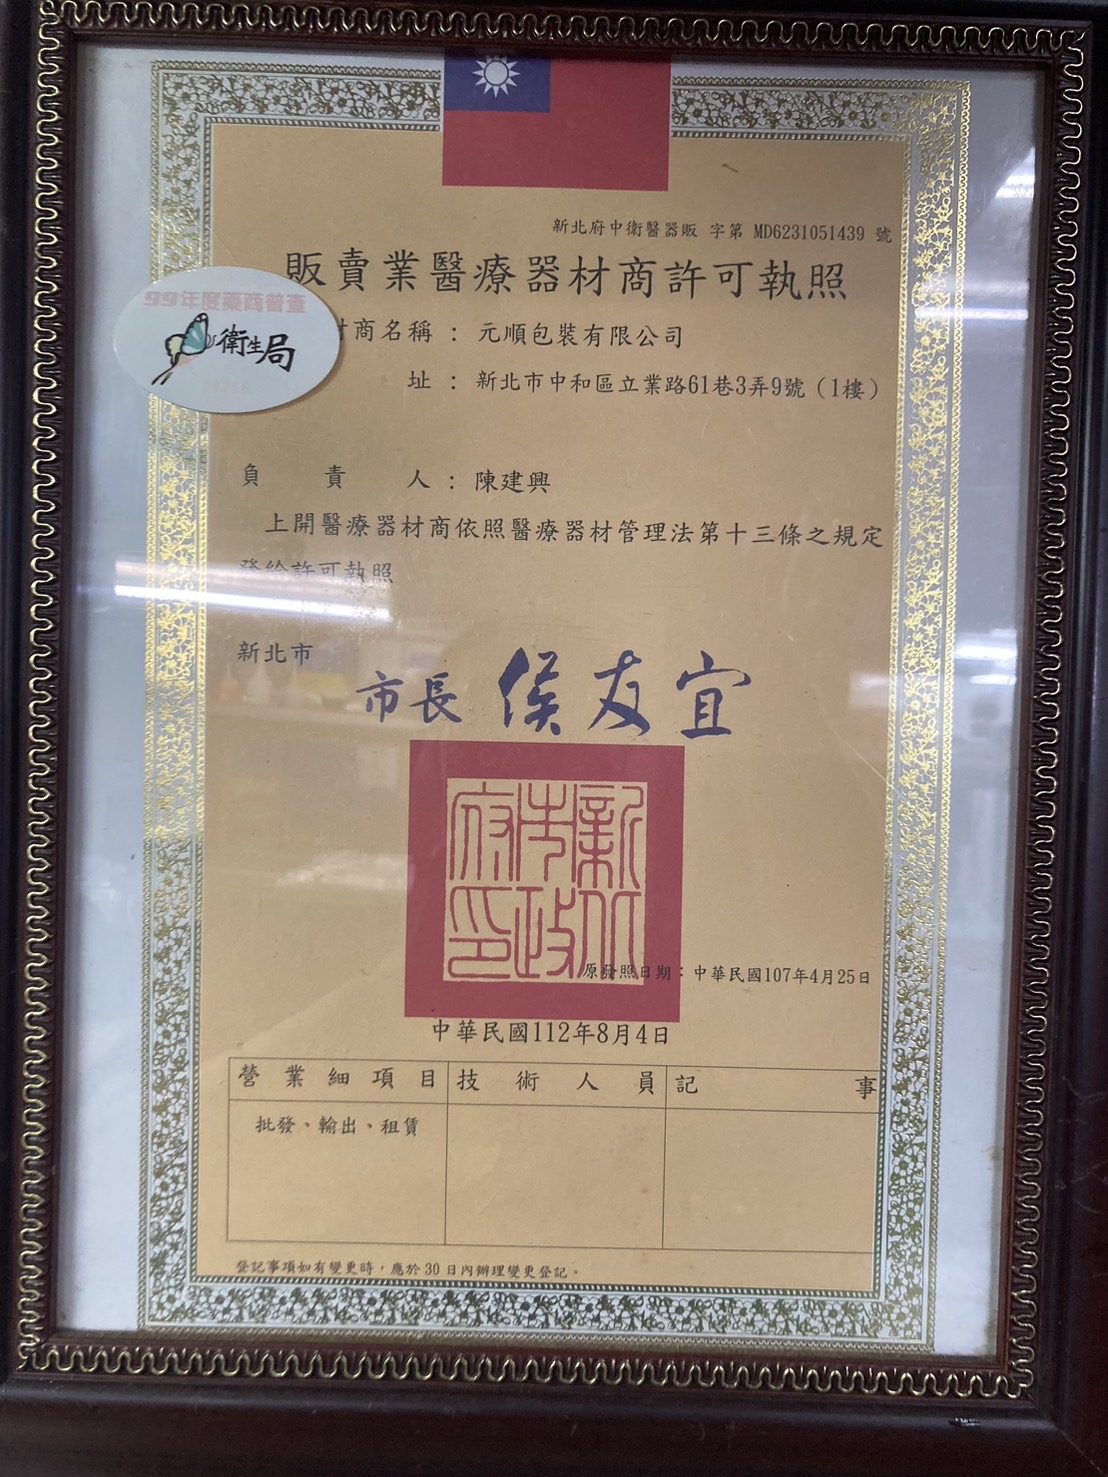 新北府中衛醫器販 字第 MD6231051439 號
販賣業醫療器材商許可執照
99年度藥商普查
衛生局
材商名稱 : 元順包裝有限公司
址 : 新北市中和區立業路61巷3弄9號 (1樓)
負責人 : 陳建興
上開醫療器材商依照醫療器材管理法第十三條之規定
發給許可執照
新北市
市長 侯友宜
新北市政府印
原發照日期:中華民國107年4月25日
中華民國112年8月4日
營業細項目 技術人員 記事
批發、輸出、租賃
登記事項如有變更時,應於30日內辦理變更登記。